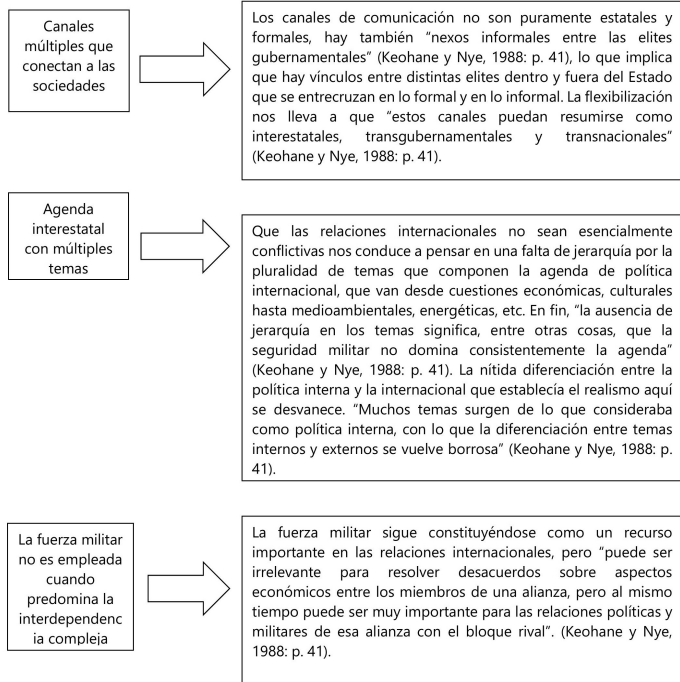 Canales
múltiples que
conectan a las
sociedades
Los canales de comunicación no son puramente estatales y
formales, hay también “nexos informales entre las elites
gubernamentales” (Keohane y Nye, 1988: p. 41), lo que implica
que hay vínculos entre distintas elites dentro y fuera del Estado
que se entrecruzan en lo formal y en lo informal. La flexibilización
nos lleva a que “estos canales puedan resumirse como
interestatales, transgubernamentales y transnacionales”
(Keohane y Nye, 1988: p. 41).
Agenda
interestatal
con múltiples
temas
Que las relaciones internacionales no sean esencialmente
conflictivas nos conduce a pensar en una falta de jerarquía por la
pluralidad de temas que componen la agenda de política
internacional, que van desde cuestiones económicas, culturales
hasta medioambientales, energéticas, etc. En fin, “la ausencia de
jerarquía en los temas significa, entre otras cosas, que la
seguridad militar no domina consistentemente la agenda”
(Keohane y Nye, 1988: p. 41). La nítida diferenciación entre la
política interna y la internacional que establecía el realismo aquí
se desvanece. “Muchos temas surgen de lo que consideraba
como política interna, con lo que la diferenciación entre temas
internos y externos se vuelve borrosa” (Keohane y Nye, 1988: p.
41).
La fuerza militar
no es empleada
cuando
predomina la
interdependenc
ia compleja
La fuerza militar sigue constituyéndose como un recurso
importante en las relaciones internacionales, pero “puede ser
irrelevante para resolver desacuerdos sobre aspectos
económicos entre los miembros de una alianza, pero al mismo
tiempo puede ser muy importante para las relaciones políticas y
militares de esa alianza con el bloque rival”. (Keohane y Nye,
1988: p. 41).